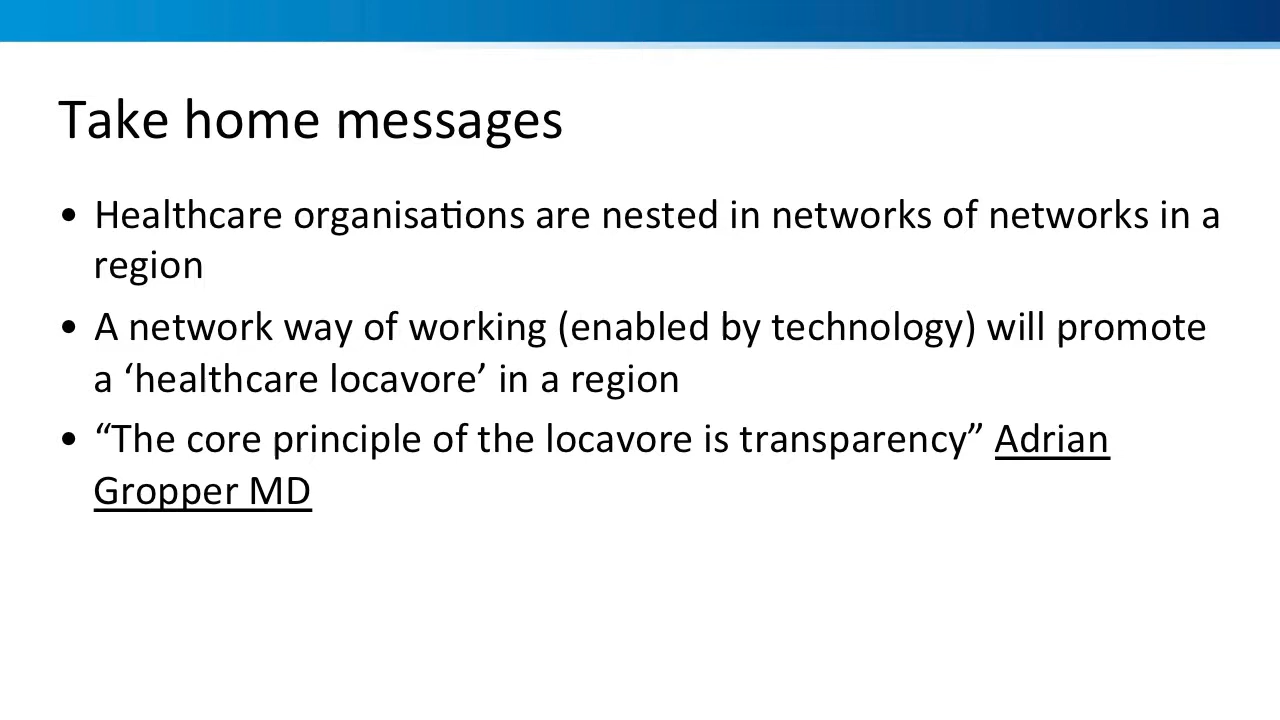 Take home messages
• Healthcare organisations are nested in networks of networks in a
region
• A network way of working (enabled by technology) will promote
a ‘healthcare locavore’ in a region
• “The core principle of the locavore is transparency” Adrian
Gropper MD